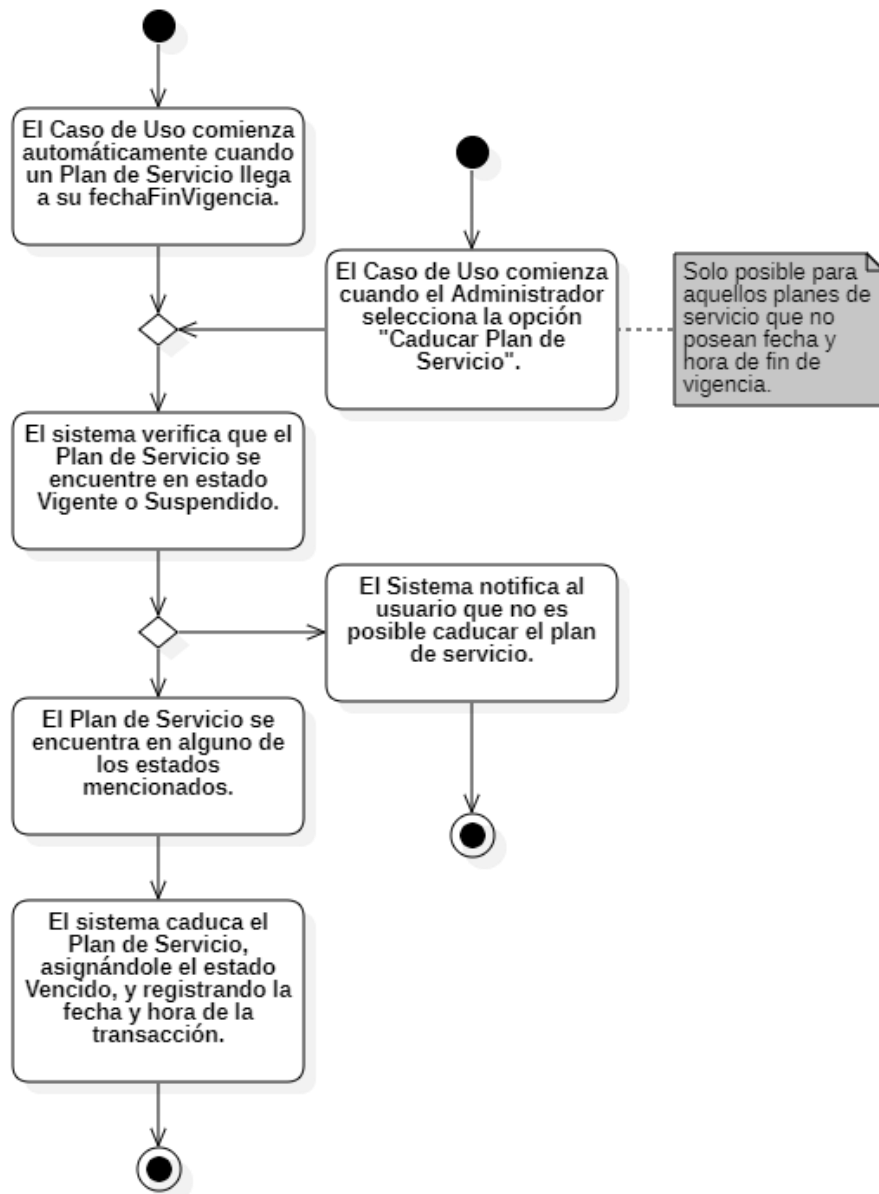 El Caso de Uso comienza
automáticamente cuando
un Plan de Servicio llega
a su fechaFinVigencia.
El Caso de Uso comienza
cuando el Administrador
selecciona la opción
"Caducar Plan de
Servicio".
Solo posible para
aquellos planes de
servicio que no
posean fecha y
hora de fin de
vigencia.
El sistema verifica que el
Plan de Servicio se
encuentre en estado
Vigente o Suspendido.
El Sistema notifica al
usuario que no es
posible caducar el plan
de servicio.
El Plan de Servicio se
encuentra en alguno de
los estados
mencionados.
El sistema caduca el
Plan de Servicio,
asignándole el estado
Vencido, y registrando la
fecha y hora de la
transacción.